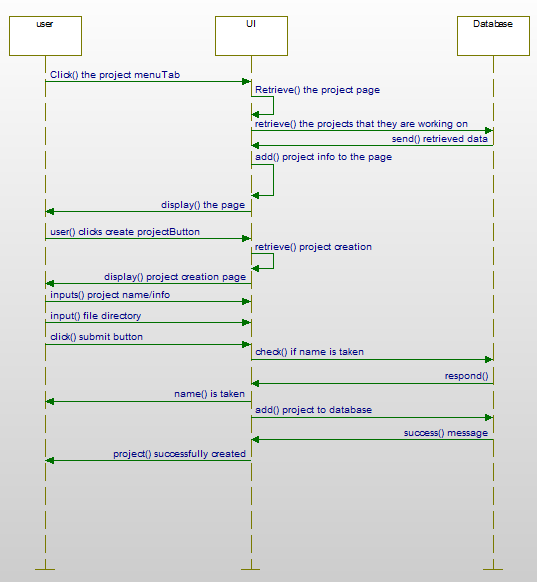 user
UI
Database
Click() the project menuTab
Retrieve() the project page
retrieve() the projects that they are working on
send() retrieved data
add() project info to the page
display() the page
user() clicks create projectButton
retrieve() project creation
display() project creation page
inputs() project name/info
input() file directory
click() submit button
check() if name is taken
respond()
name() is taken
add() project to database
success() message
project() successfully created